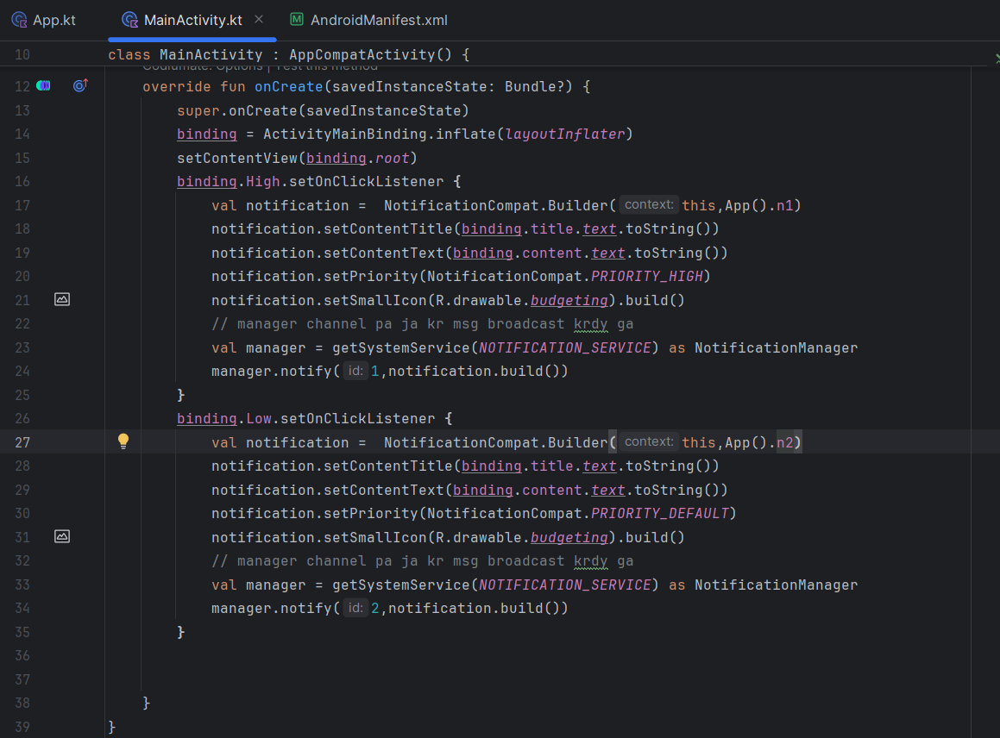 App.kt MainActivity.kt AndroidManifest.xml
10 class MainActivity : AppCompatActivity() {
Codiumate: Options | Test this method
12 override fun onCreate(savedInstanceState: Bundle?) {
13 super.onCreate(savedInstanceState)
14 binding = ActivityMainBinding.inflate(layoutInflater)
15 setContentView(binding.root)
16 binding.High.setOnClickListener {
17 val notification =  NotificationCompat.Builder( context: this,App().n1)
18 notification.setContentTitle(binding.title.text.toString())
19 notification.setContentText(binding.content.text.toString())
20 notification.setPriority(NotificationCompat.PRIORITY_HIGH)
21 notification.setSmallIcon(R.drawable.budgeting).build()
22 // manager channel pa ja kr msg broadcast krdy ga
23 val manager = getSystemService(NOTIFICATION_SERVICE) as NotificationManager
24 manager.notify( id: 1,notification.build())
25 }
26 binding.Low.setOnClickListener {
27 val notification =  NotificationCompat.Builder( context: this,App().n2)
28 notification.setContentTitle(binding.title.text.toString())
29 notification.setContentText(binding.content.text.toString())
30 notification.setPriority(NotificationCompat.PRIORITY_DEFAULT)
31 notification.setSmallIcon(R.drawable.budgeting).build()
32 // manager channel pa ja kr msg broadcast krdy ga
33 val manager = getSystemService(NOTIFICATION_SERVICE) as NotificationManager
34 manager.notify( id: 2,notification.build())
35 }
36
37
38 }
39 }